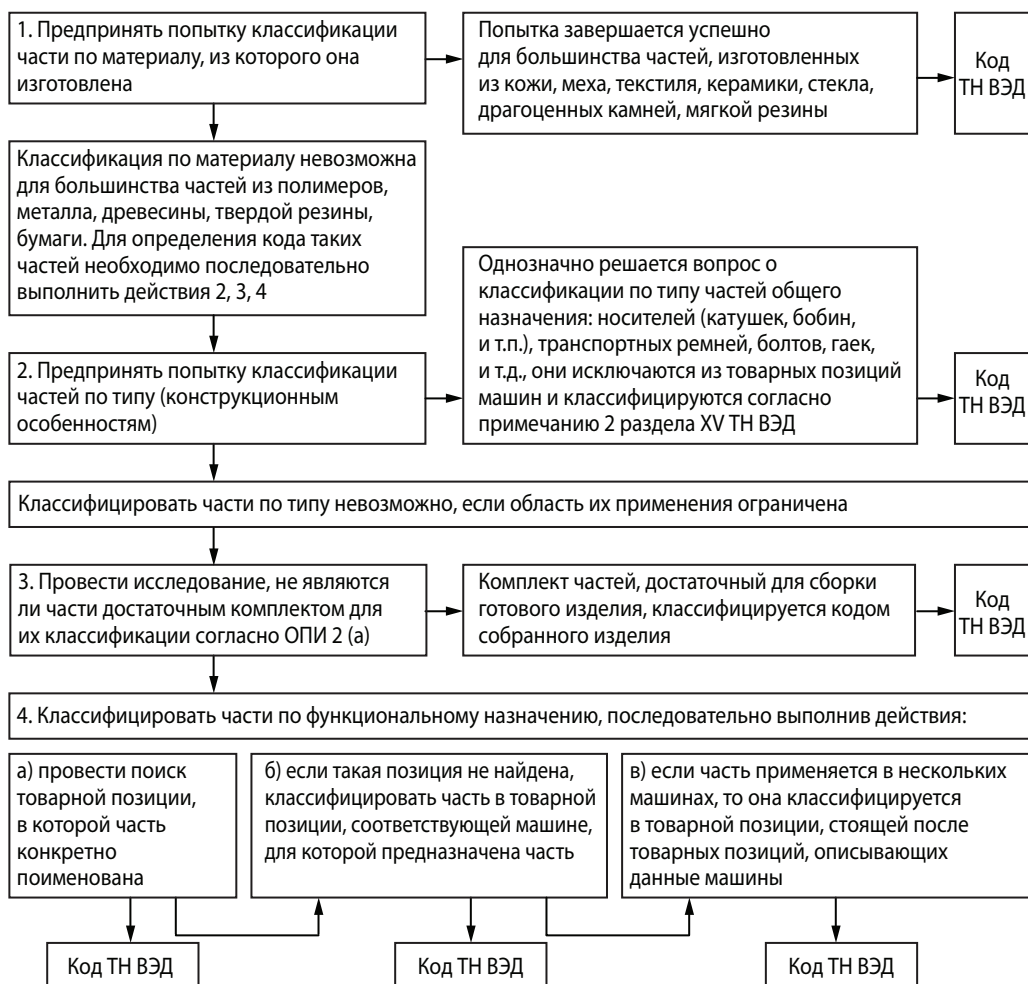 1. Предпринять попытку классификации
части по материалу, из которого она
изготовлена
Попытка завершается успешно
для большинства частей, изготовленных
из кожи, меха, текстиля, керамики, стекла,
драгоценных камней, мягкой резины
Код
ТН ВЭД
Классификация по материалу невозможна
для большинства частей из полимеров,
металла, древесины, твердой резины,
бумаги. Для определения кода таких
частей необходимо последовательно
выполнить действия 2, 3, 4
2. Предпринять попытку классификации
частей по типу (конструкционным
особенностям)
Однозначно решается вопрос о
классификации по типу частей общего
назначения: носителей (катушек, бобин,
и т.п.), транспортных ремней, болтов, гаек,
и т.д., они исключаются из товарных позиций
машин и классифицируются согласно
примечанию 2 раздела XV ТН ВЭД
Код
ТН ВЭД
Классифицировать части по типу невозможно, если область их применения ограничена
3. Провести исследование, не являются
ли части достаточным комплектом для
их классификации согласно ОПИ 2 (а)
Комплект частей, достаточный для сборки
готового изделия, классифицируется кодом
собранного изделия
Код
ТН ВЭД
4. Классифицировать части по функциональному назначению, последовательно выполнив действия:
а) провести поиск
товарной позиции,
в которой часть
конкретно
поименована
б) если такая позиция не найдена,
классифицировать часть в товарной
позиции, соответствующей машине,
для которой предназначена часть
в) если часть применяется в нескольких
машинах, то она классифицируется
в товарной позиции, стоящей после
товарных позиций, описывающих
данные машины
Код ТН ВЭД
Код ТН ВЭД
Код ТН ВЭД